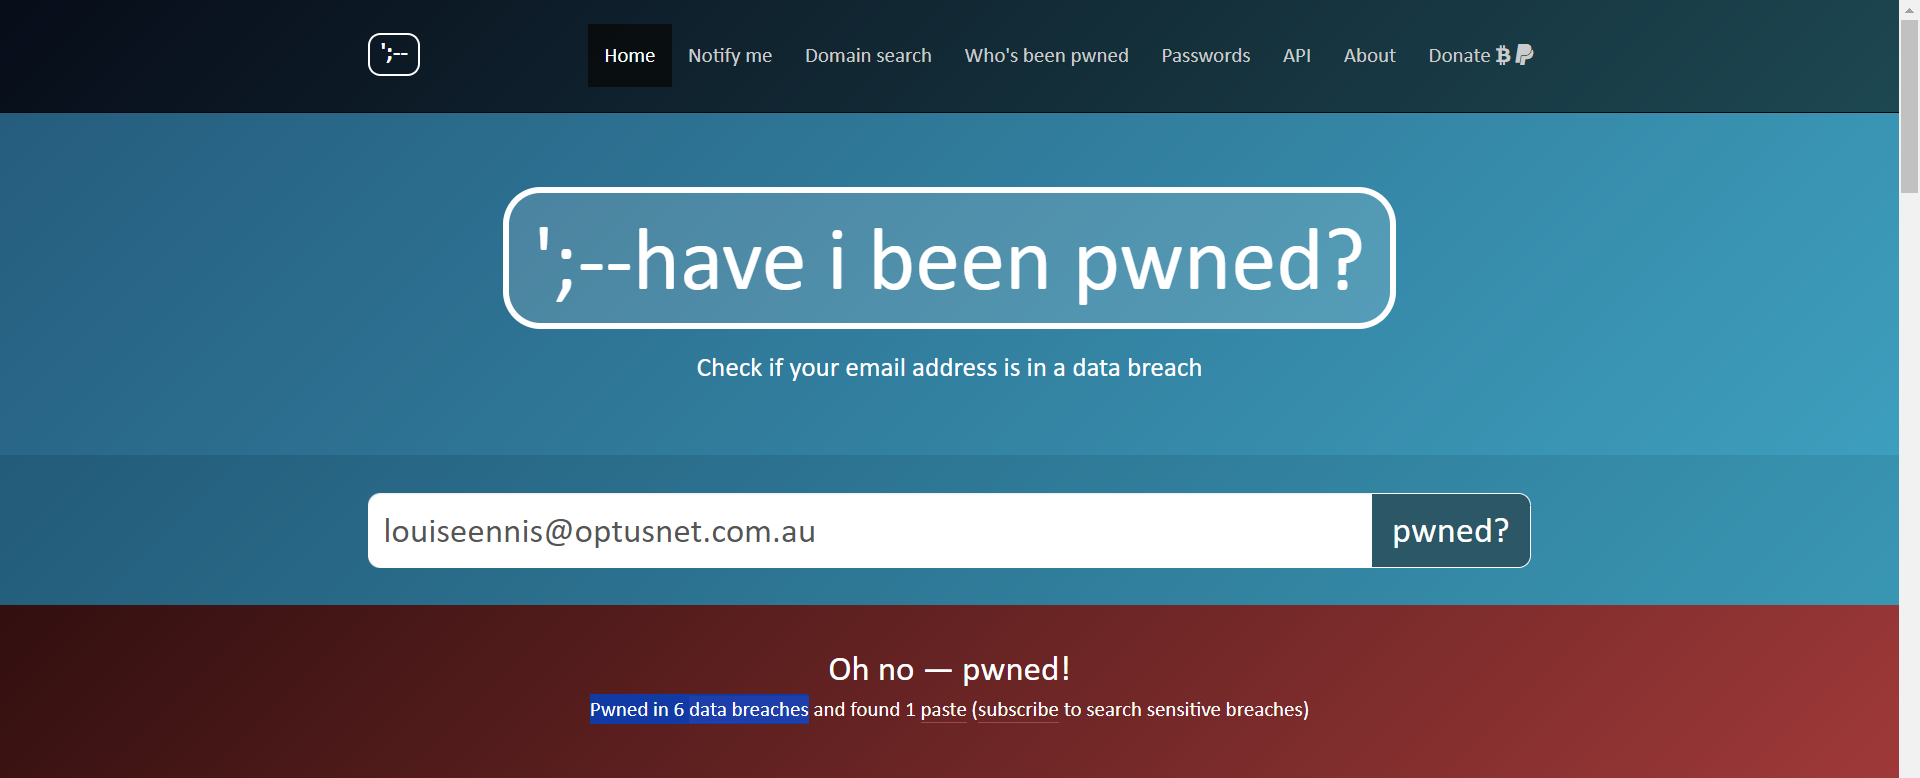 ';--
Home Notify me Domain search Who's been pwned Passwords API About Donate
';--have i been pwned?
Check if your email address is in a data breach
louiseennis@optusnet.com.au pwned?
Oh no — pwned!
Pwned in 6 data breaches and found 1 paste (subscribe to search sensitive breaches)